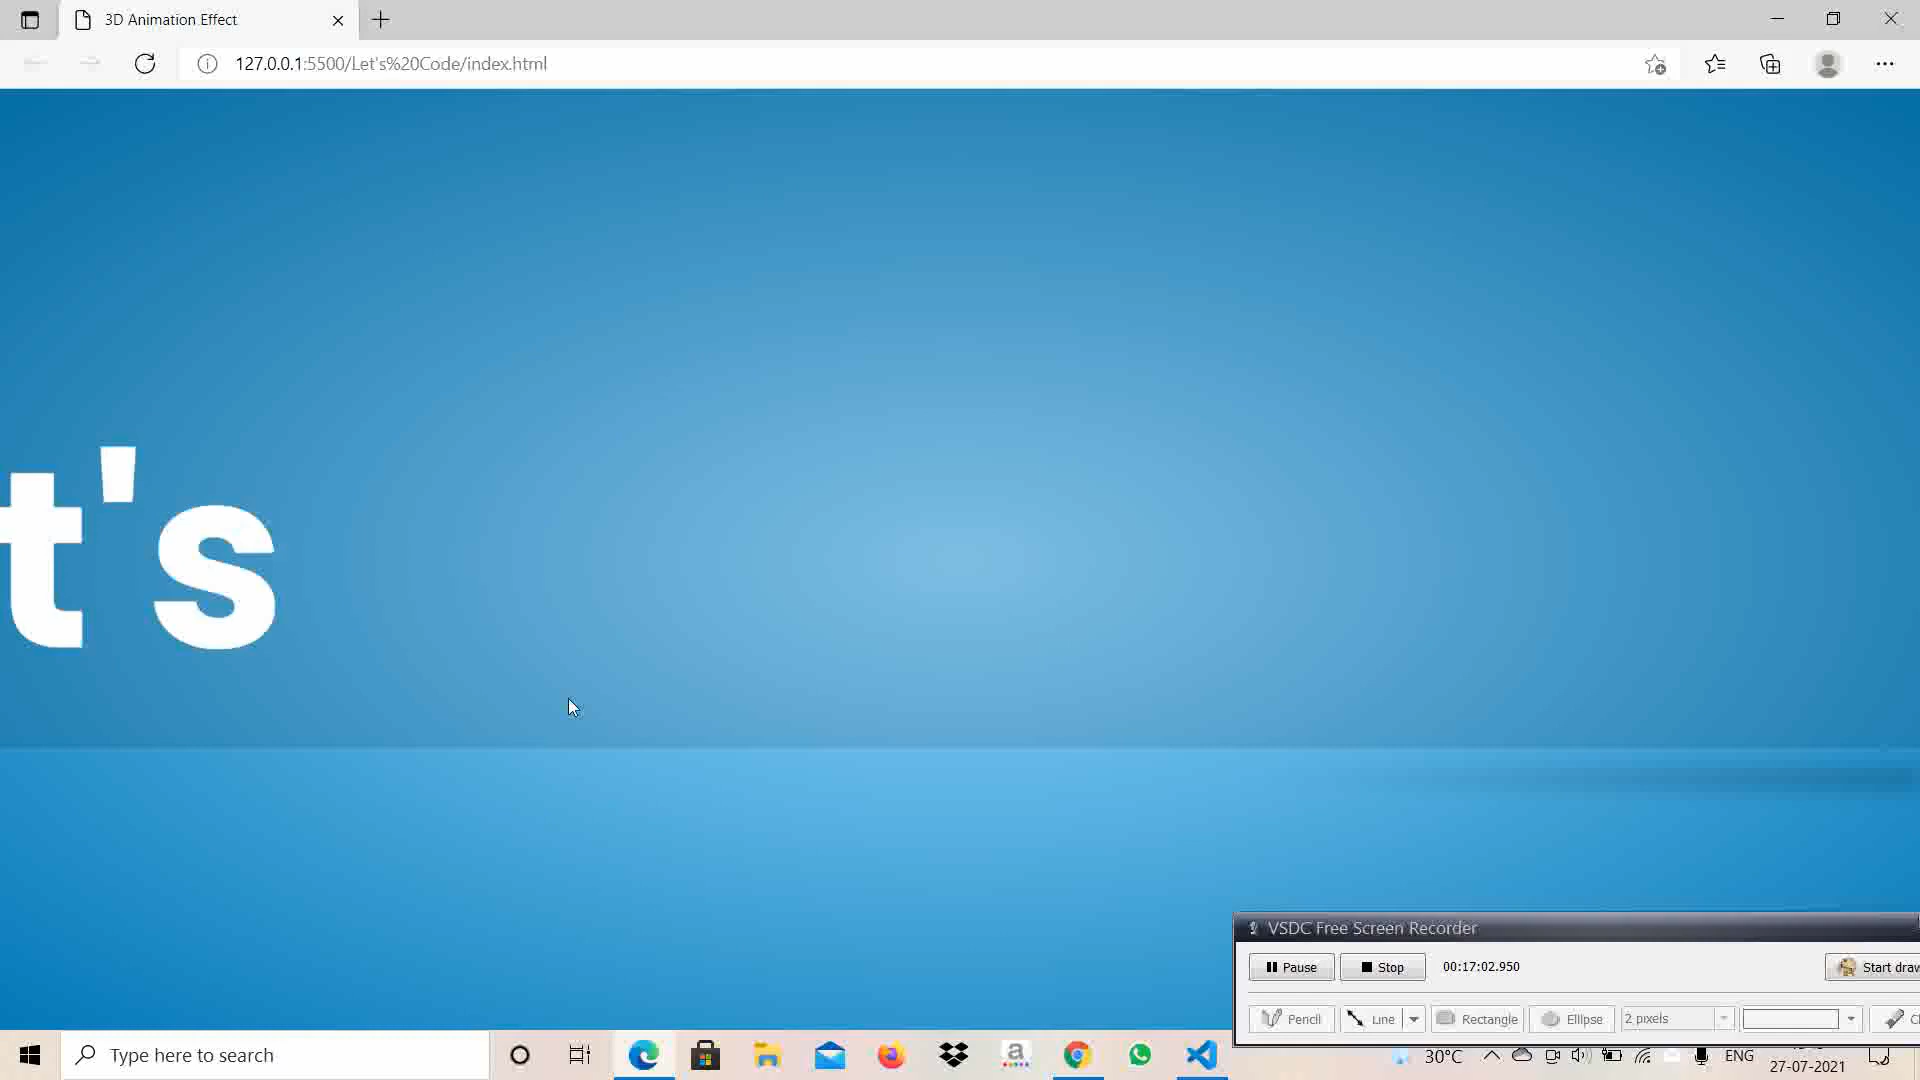 3D Animation Effect
127.0.0.1:5500/Let's%20Code/index.html
t's
VSDC Free Screen Recorder
Pause
Stop
00:17:02.950
Start draw
Pencil
Line
Rectangle
Ellipse
2 pixels
Type here to search
a
30°C
ENG
27-07-2021